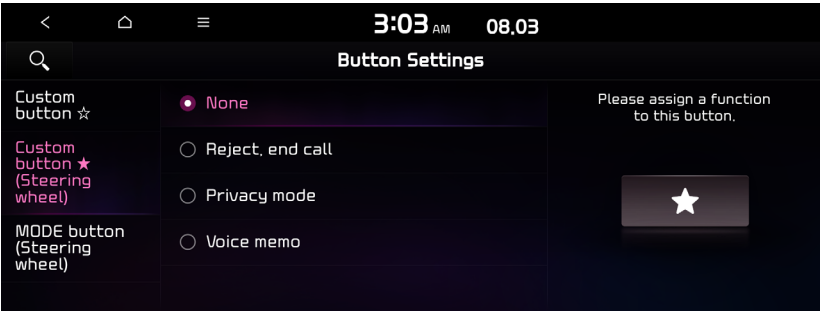 3:03 AM 08.03
Button Settings
Custom
button ☆
Custom
button ★
(Steering
wheel)
MODE button
(Steering
wheel)
None
Reject, end call
Privacy mode
Voice memo
Please assign a function
to this button.